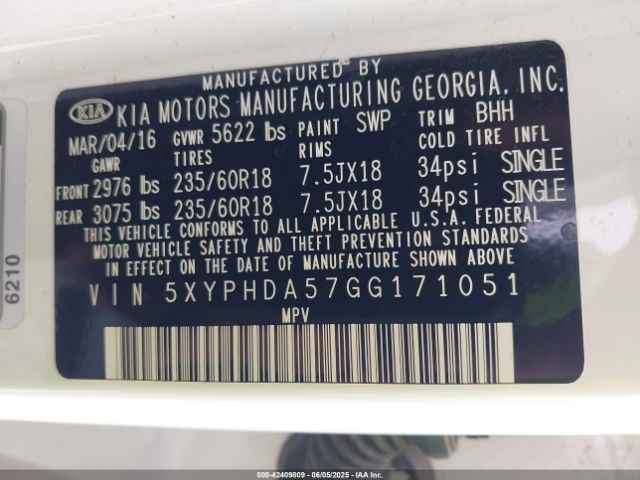 MANUFACTURED BY
KIA KIA MOTORS MANUFACTURING GEORGIA, INC.
MAR/04/16 GVWR 5622 lbs PAINT SWP TRIM BHH
GAWR TIRES RIMS COLD TIRE INFL
FRONT 2976 lbs 235/60R18 7.5JX18 34psi SINGLE
REAR 3075 lbs 235/60R18 7.5JX18 34psi SINGLE
THIS VEHICLE CONFORMS TO ALL APPLICABLE U.S.A. FEDERAL
MOTOR VEHICLE SAFETY AND THEFT PREVENTION STANDARDS
IN EFFECT ON THE DATE OF MANUFACTURE SHOWN ABOVE.
VIN 5XYPHDA57GG171051
MPV
6210
000-42409809 - 06/05/2025 - IAA Inc.